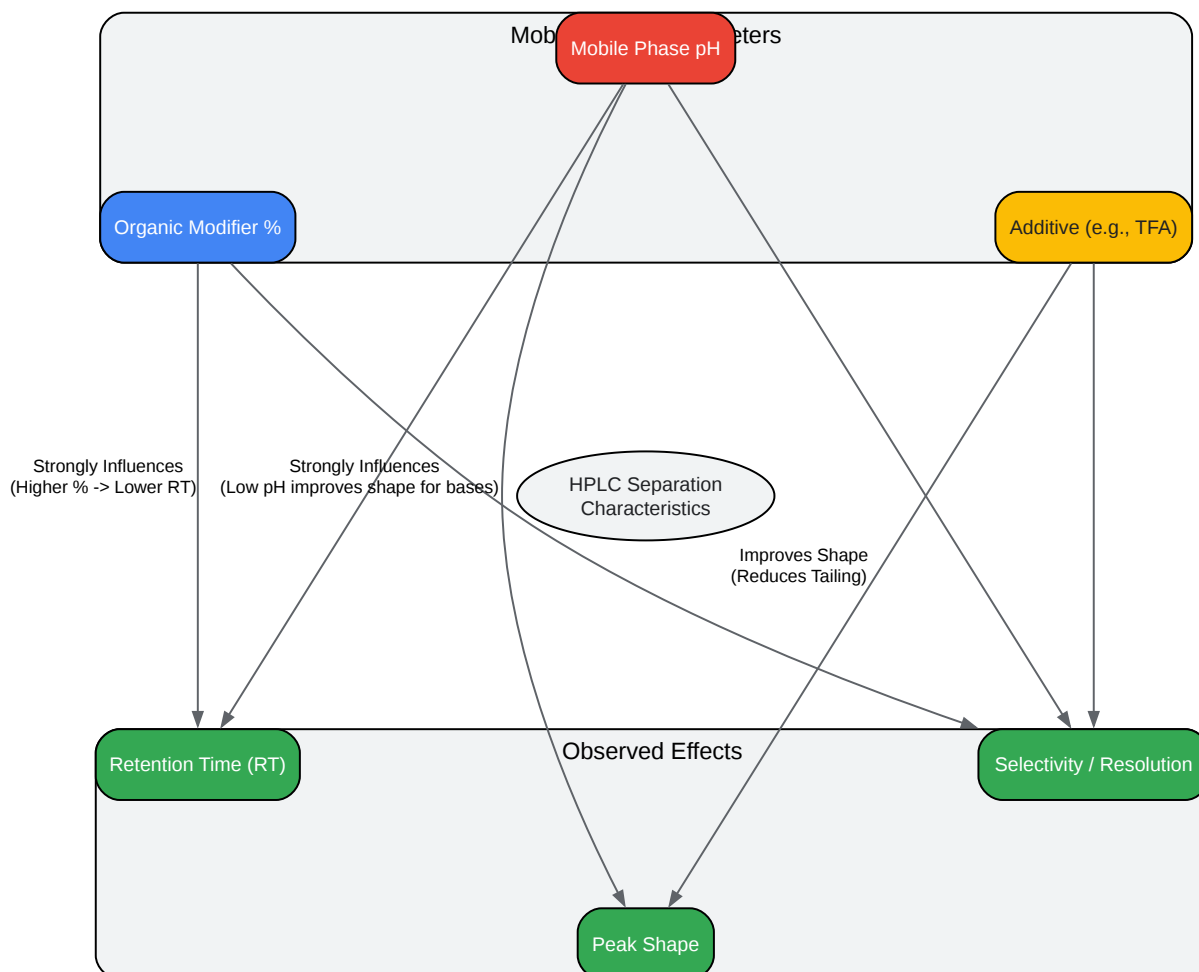 Mob eters
Mobile Phase pH
Organic Modifier %
Additive (e.g., TFA)
Strongly Influences
(Higher % -> Lower RT)
Strongly Influences
(Low pH improves shape for bases)
HPLC Separation
Characteristics
Improves Shape
(Reduces Tailing)
Observed Effects
Retention Time (RT)
Selectivity / Resolution
Peak Shape